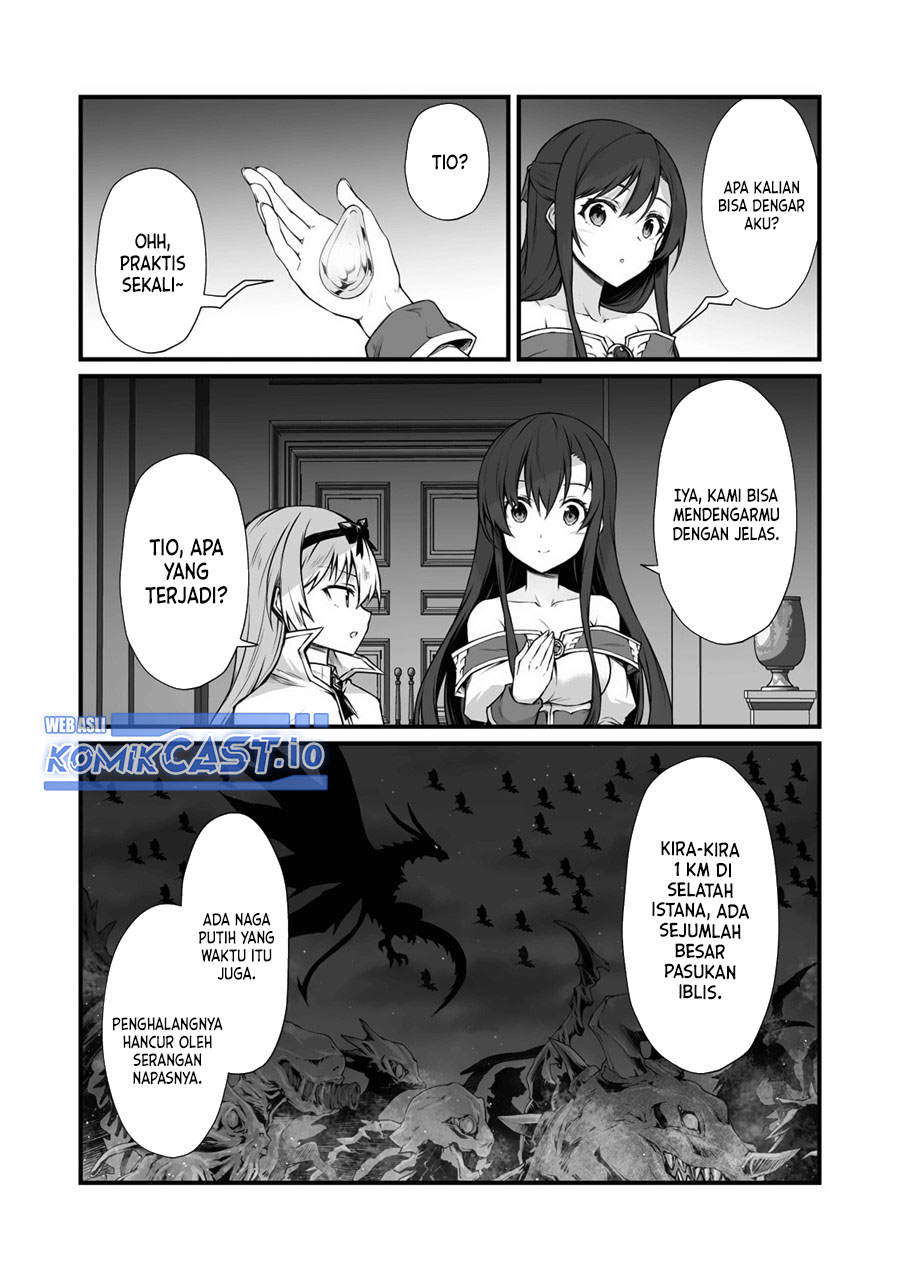 APA KALIAN
BISA DENGAR
AKU?
TIO?
OHH,
PRAKTIS
SEKALI~
IYA, KAMI BISA
MENDENGARMU
DENGAN JELAS.
TIO, APA
YANG
TERJADI?
WEB ASLI
KOMIKCAST.io
KIRA-KIRA
1 KM DI
SELATAH
ISTANA, ADA
SEJUMLAH
BESAR
PASUKAN
IBLIS.
ADA NAGA
PUTIH YANG
WAKTU ITU
JUGA.
PENGHALANGNYA
HANCUR OLEH
SERANGAN
NAPASNYA.